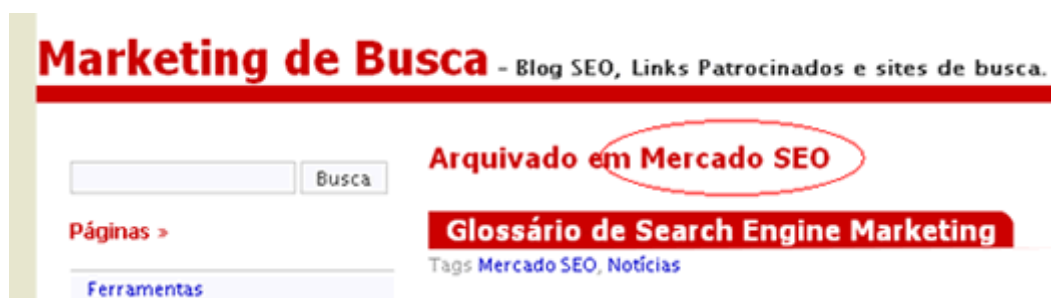 Marketing de Busca - Blog SEO, Links Patrocinados e sites de busca.
Arquivado em Mercado SEO
Busca
Páginas »
Glossário de Search Engine Marketing
Tags Mercado SEO, Notícias
Ferramentas